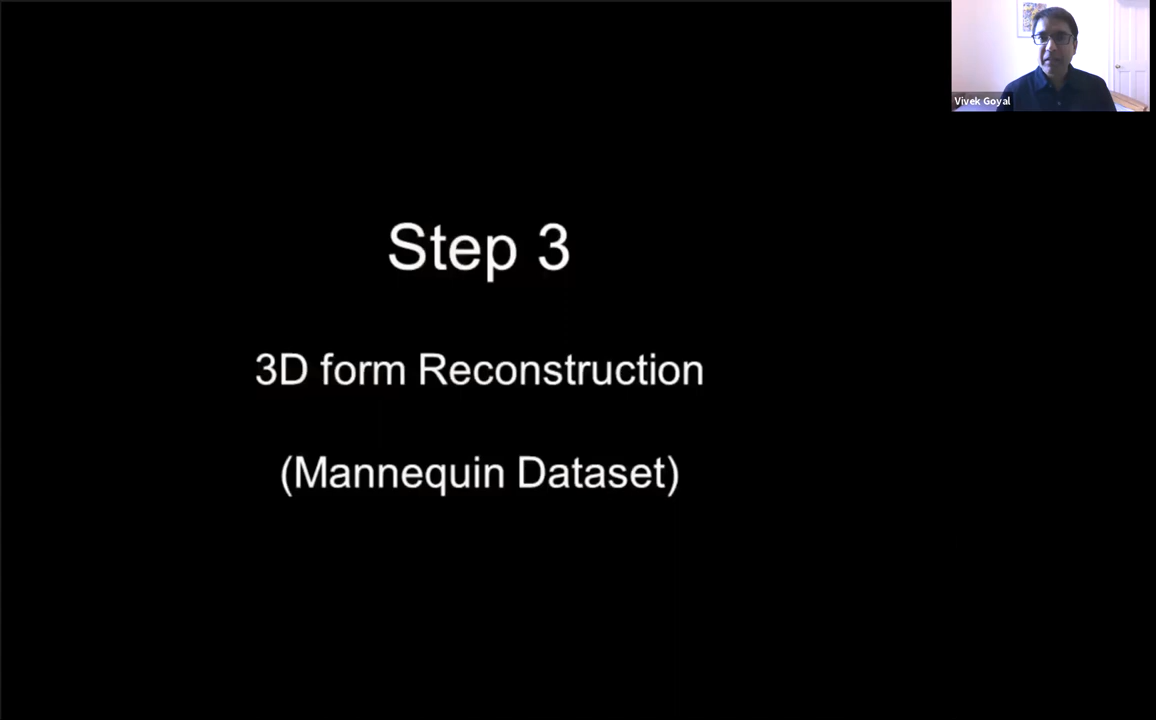 Vivek Goyal
Step 3
3D form Reconstruction
(Mannequin Dataset)